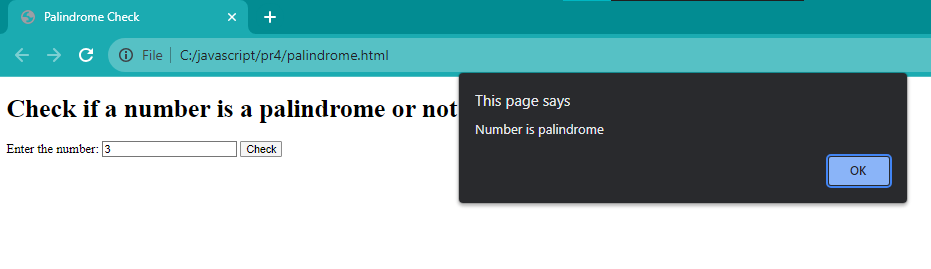 Palindrome Check
File C:/javascript/pr4/palindrome.html
Check if a number is a palindrome or not
Enter the number: 3 Check
This page says
Number is palindrome
OK